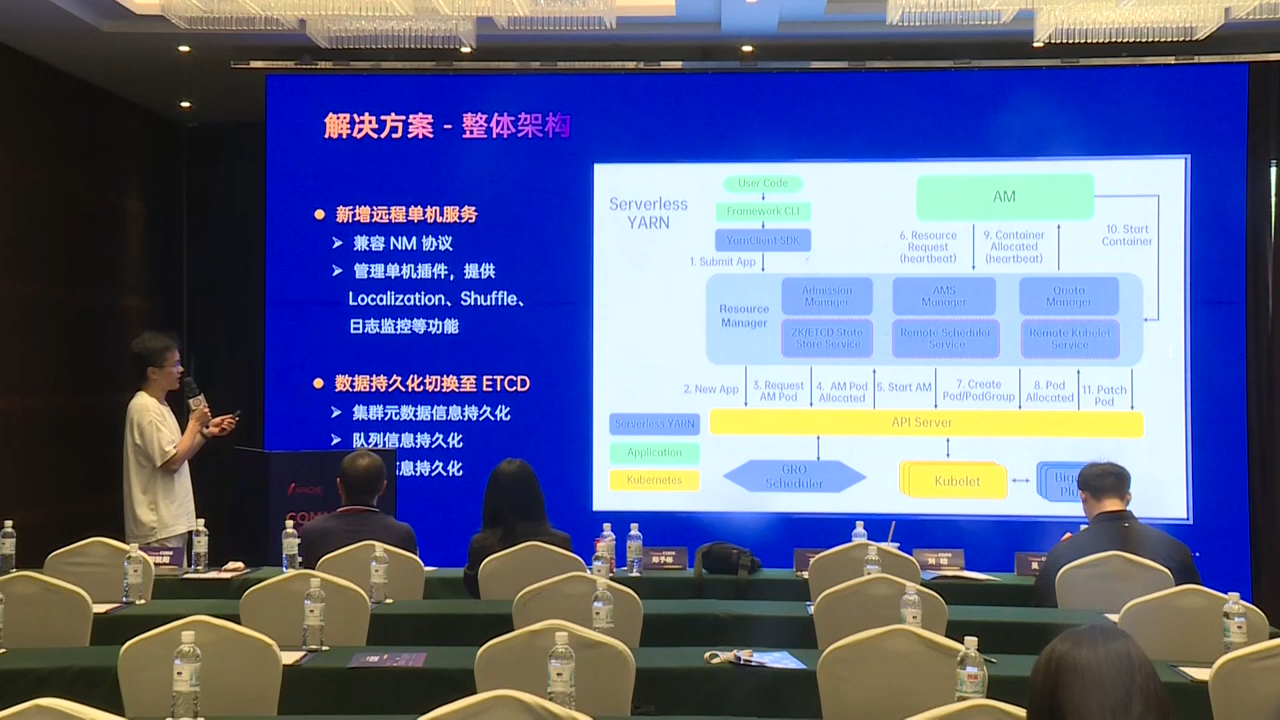 解决方案 - 整体架构
新增远程单机服务
兼容 NM 协议
管理单机插件，提供
Localization、Shuffle、
日志监控等功能
数据持久化切换至 ETCD
集群元数据信息持久化
队列信息持久化
信息持久化
Serverless
YARN
User Code
Framework CLI
YarnClient SDK
1. Submit App
AM
6. Resource
Request
(heartbeat)
9. Container
Allocated
(heartbeat)
10. Start
Container
Resource
Manager
Admission
Manager
AMS
Manager
Quota
Manager
ZK/ETCD State
Store Service
Remote Scheduler
Service
Remote Kubelet
Service
2. New App
3. Request
AM Pod
4. AM Pod
Allocated
5. Start AM
7. Create
Pod/PodGroup
8. Pod
Allocated
11. Patch
Pod
API Server
Serverless YARN
Application
Kubernetes
GRO
Scheduler
Kubelet
APACHE